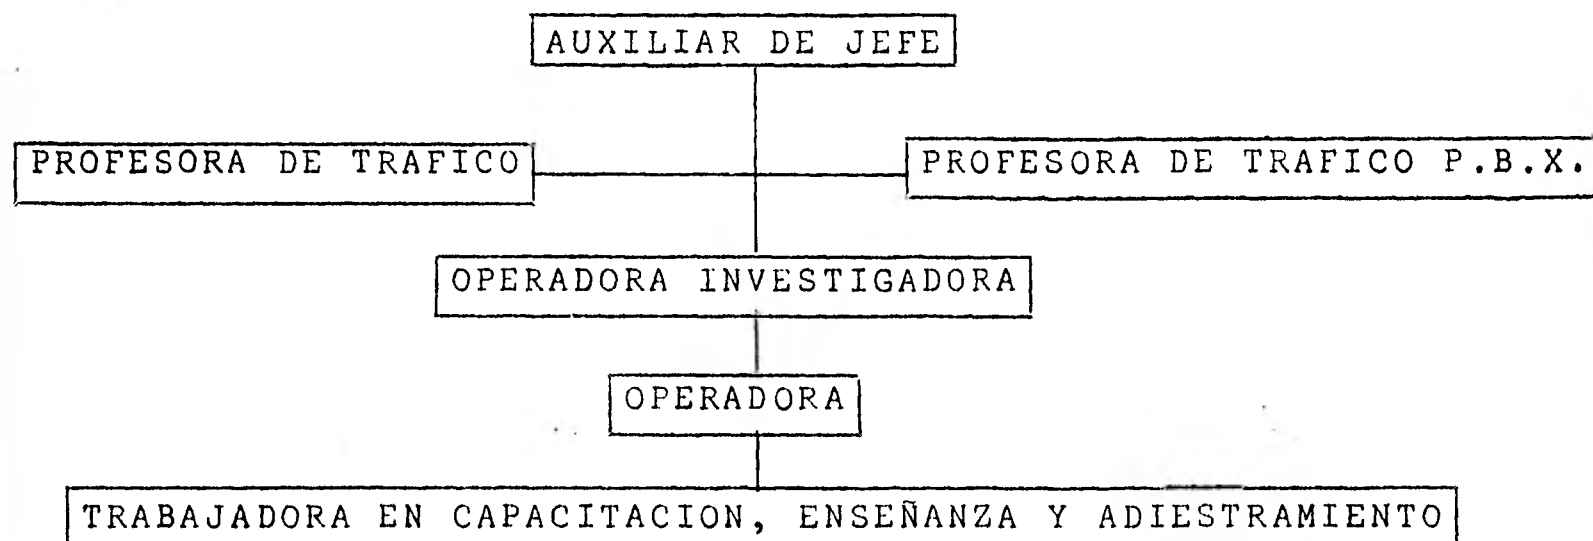 AUXILIAR DE JEFE
PROFESORA DE TRAFICO
PROFESORA DE TRAFICO P.B.X.
OPERADORA INVESTIGADORA
OPERADORA
TRABAJADORA EN CAPACITACION, ENSEÑANZA Y ADIESTRAMIENTO